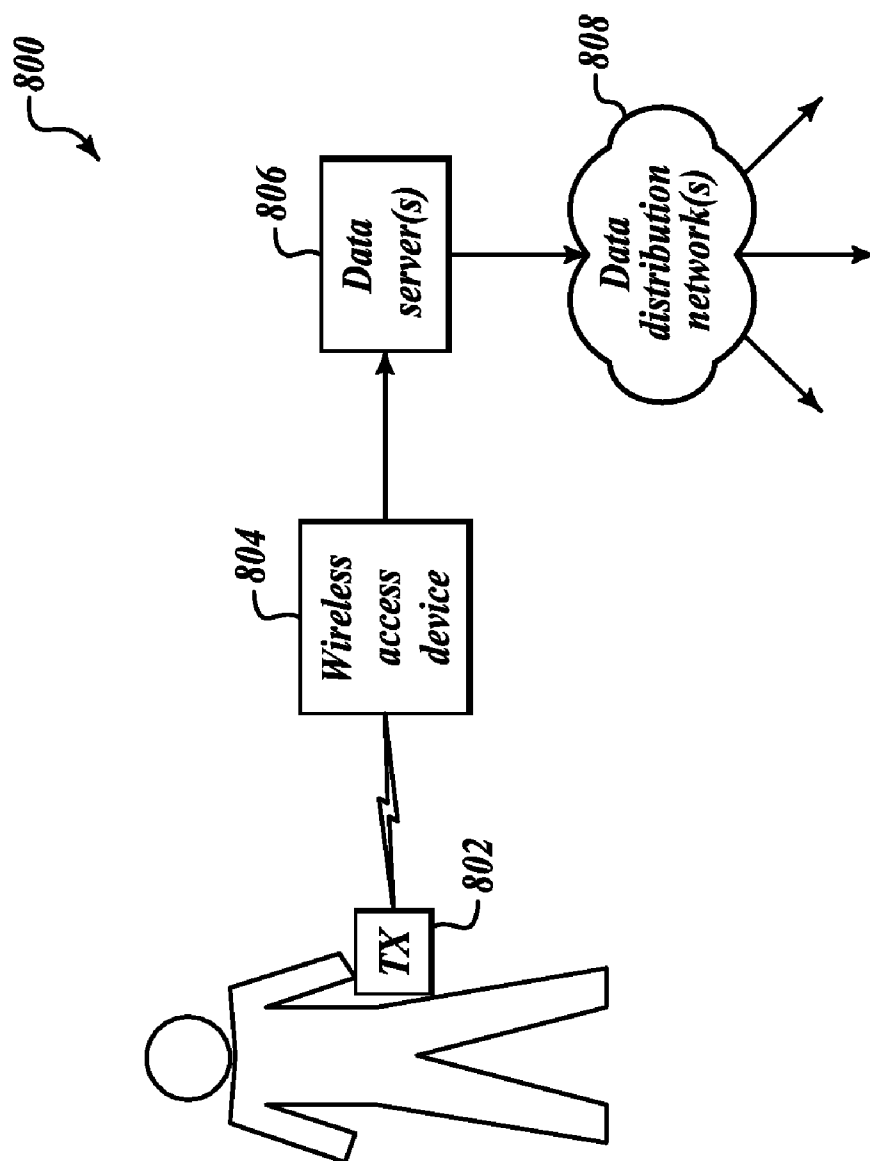 800
TX
802
804
Wireless
access
device
806
Data
server(s)
808
Data
distribution
network(s)